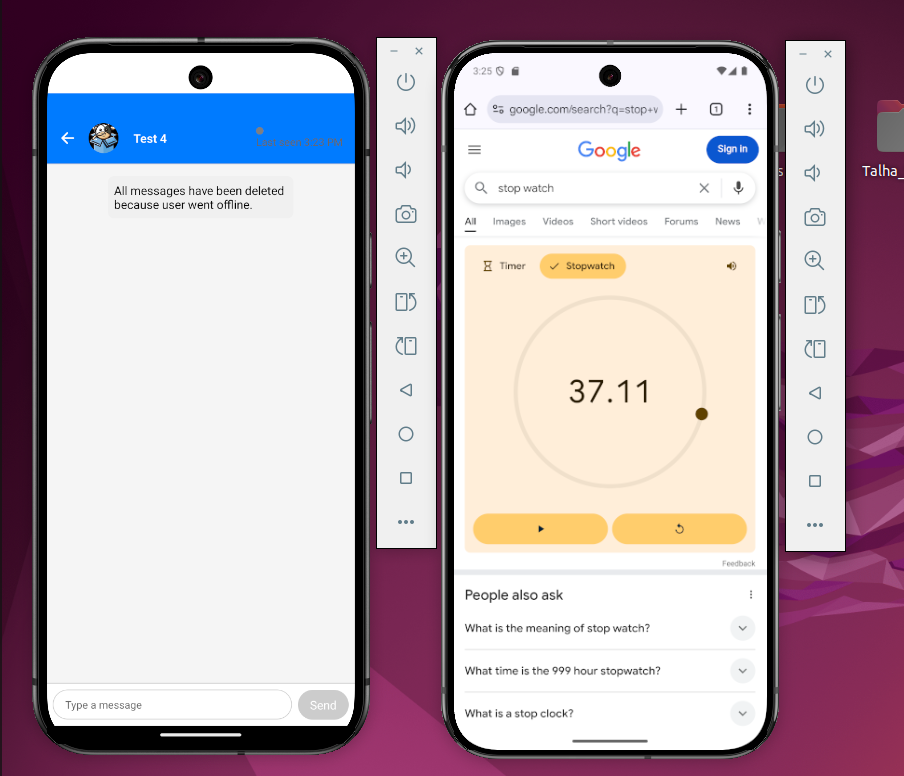 Test 4
All messages have been deleted
because user went offline.
Type a message
Send
3:25
google.com/search?q=stop+w
1
Google
Sign in
stop watch
All
Images
Videos
Short videos
Forums
News
Timer
Stopwatch
37.11
Feedback
People also ask
What is the meaning of stop watch?
What time is the 999 hour stopwatch?
What is a stop clock?
Talha_